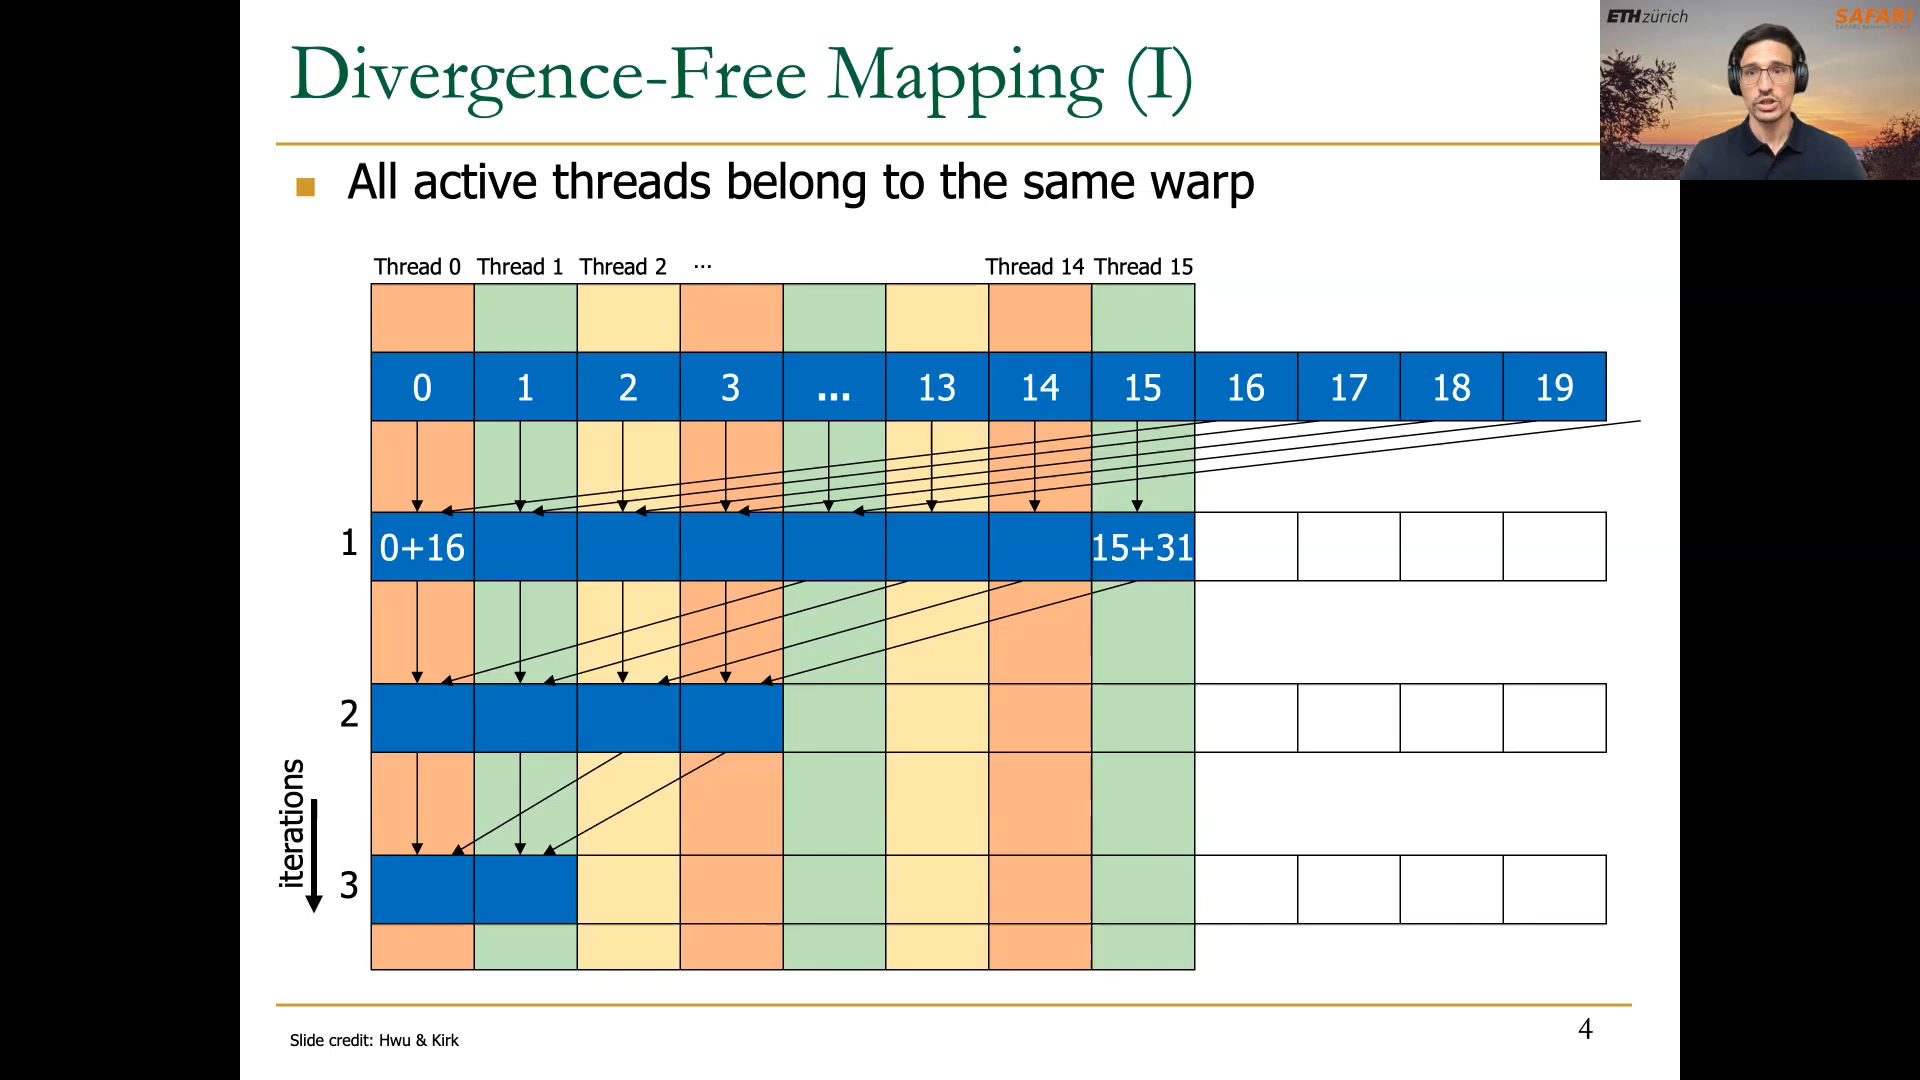 Divergence-Free Mapping (I)
ETH zürich
SAFARI
All active threads belong to the same warp
Thread 0 Thread 1 Thread 2 ... Thread 14 Thread 15
0 1 2 3 ... 13 14 15 16 17 18 19
1 0+16 15+31
2
3
iterations
Slide credit: Hwu & Kirk
4